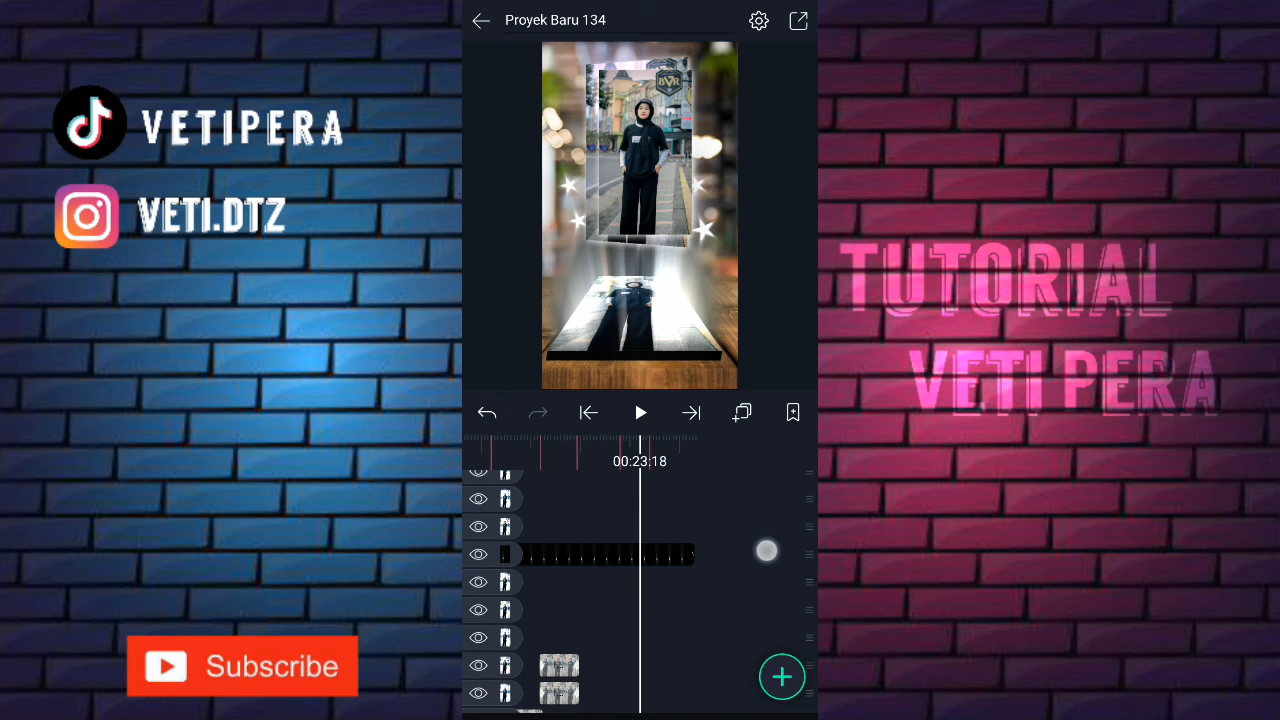 Proyek Baru 134
VETIPERA
VETI.DTZ
BVR
TUTORIAL
VETI PERA
00:23:18
Subscribe